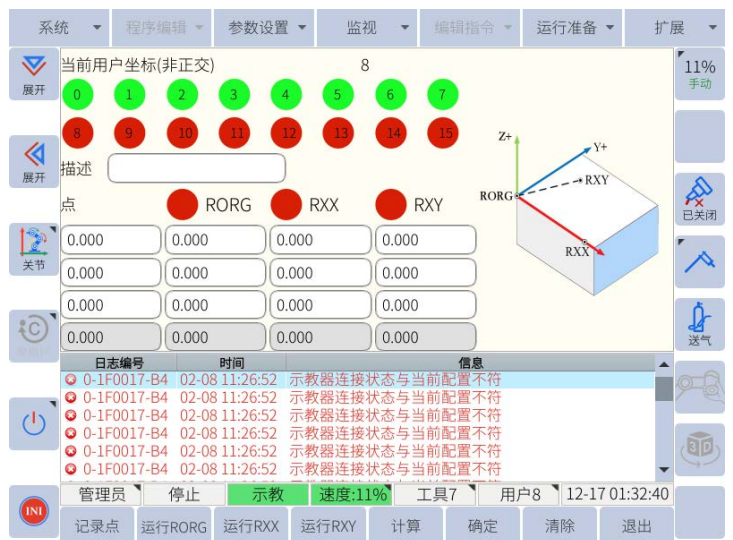 系统 程序编辑 参数设置 监视 编辑指令 运行准备 扩展
展开 当前用户坐标(非正交) 8 11% 手动
0 1 2 3 4 5 6 7
8 9 10 11 12 13 14 15
展开 描述
Z+ Y+
RXY
RORG
RXX
已关闭
点 RORG RXX RXY
关节 0.000 0.000 0.000 0.000
0.000 0.000 0.000 0.000
0.000 0.000 0.000 0.000
0.000 0.000 0.000 0.000
C
送气
日志编号 时间 信息
0-1F0017-B4 02-08 11:26:52 示教器连接状态与当前配置不符
0-1F0017-B4 02-08 11:26:52 示教器连接状态与当前配置不符
0-1F0017-B4 02-08 11:26:52 示教器连接状态与当前配置不符
0-1F0017-B4 02-08 11:26:52 示教器连接状态与当前配置不符
0-1F0017-B4 02-08 11:26:52 示教器连接状态与当前配置不符
0-1F0017-B4 02-08 11:26:52 示教器连接状态与当前配置不符
3D
管理员 停止 示教 速度:11% 工具7 用户8 12-17 01:32:40
INI
记录点 运行RORG 运行RXX 运行RXY 计算 确定 清除 退出